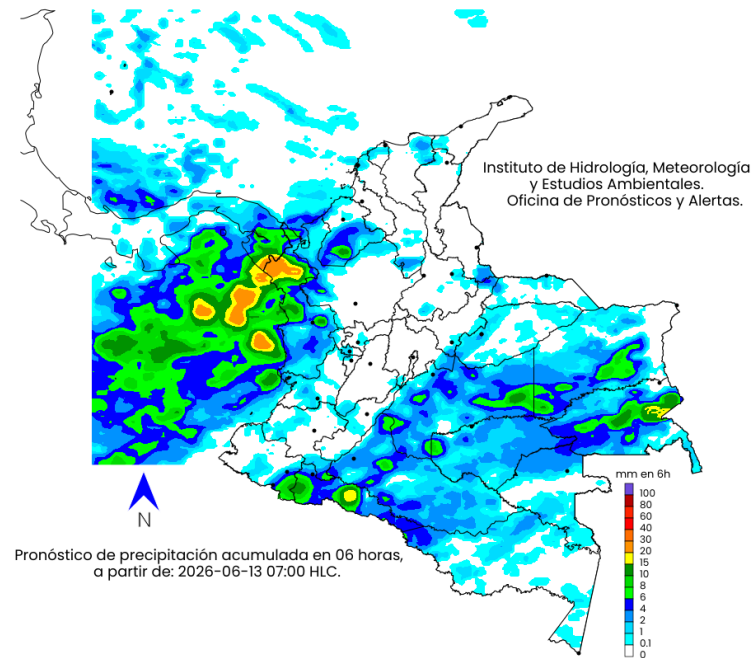 Instituto de Hidrología, Meteorología
y Estudios Ambientales.
Oficina de Pronósticos y Alertas.
N
Pronóstico de precipitación acumulada en 06 horas,
a partir de: 2026-06-13 07:00 HLC.
mm en 6h
100
80
60
40
30
20
15
10
8
6
4
2
1
0.1
0